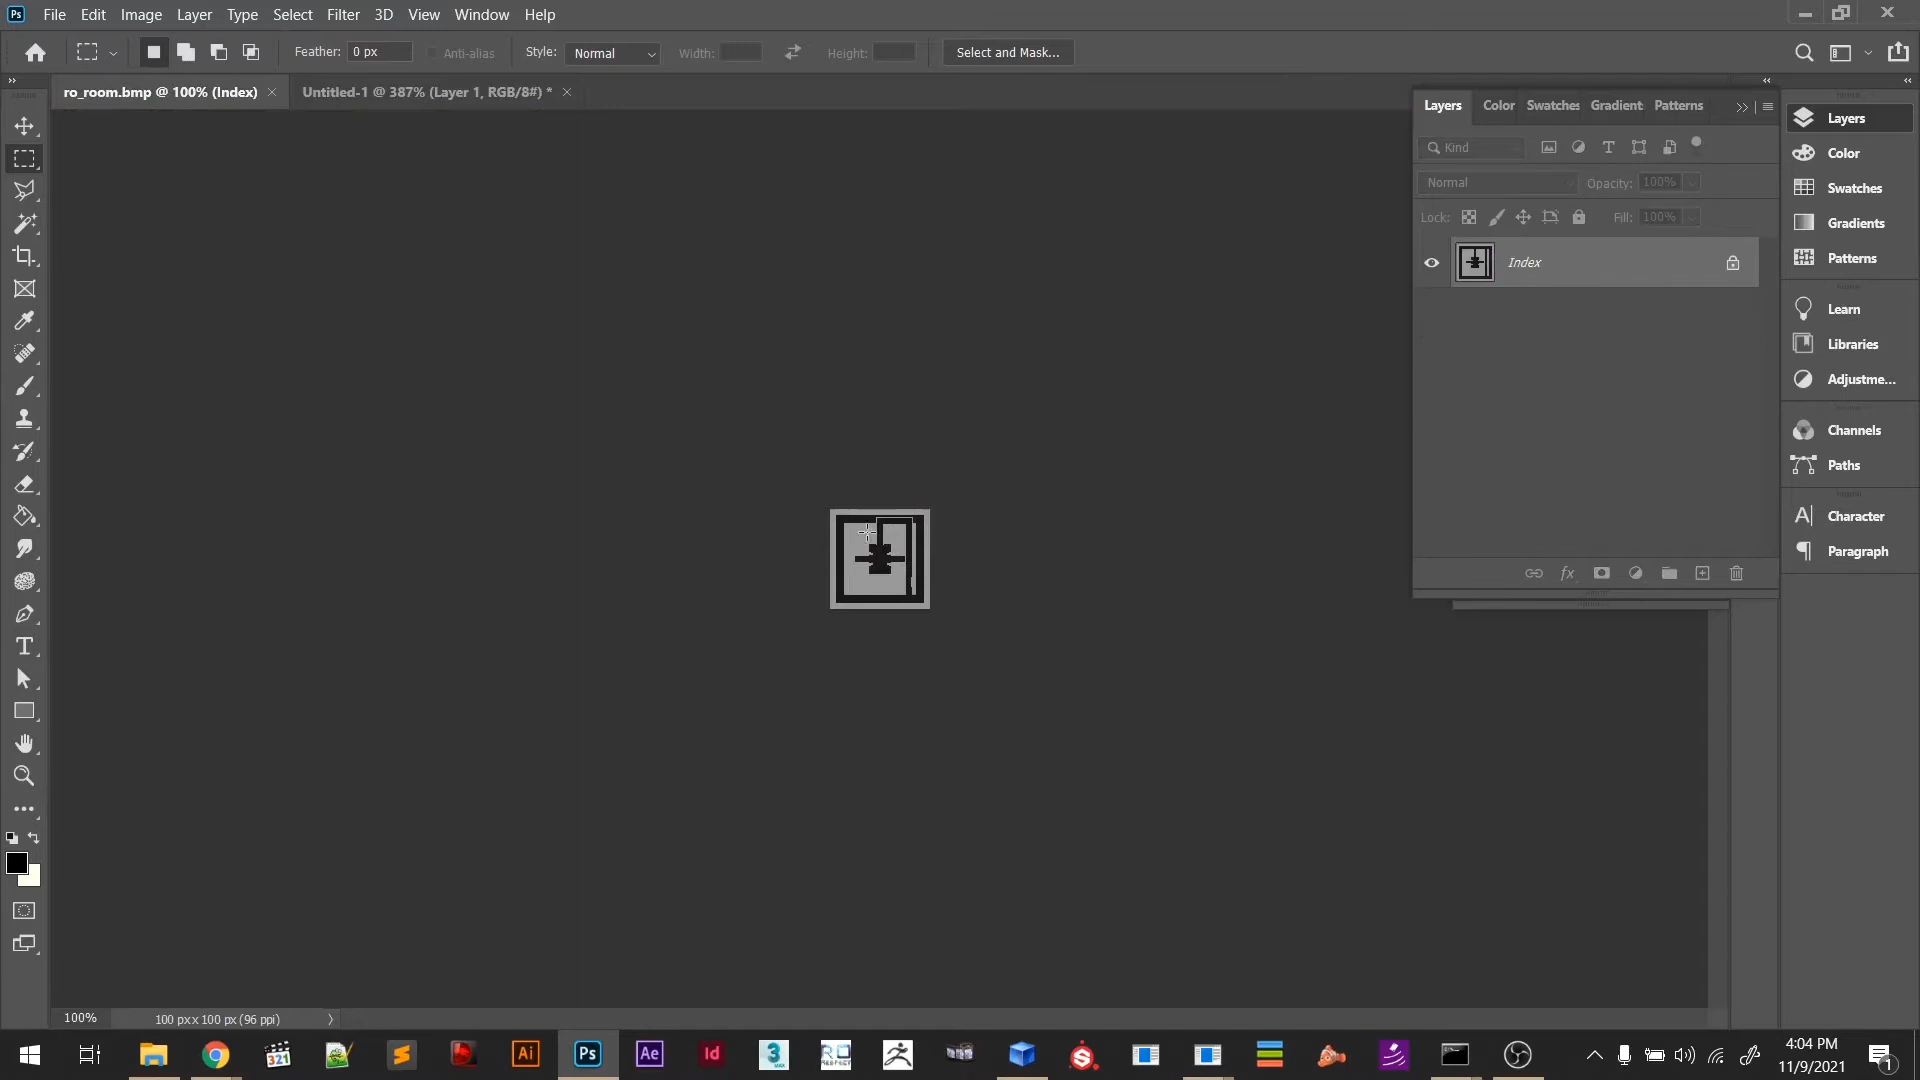 Ps File Edit Image Layer Type Select Filter 3D View Window Help
Feather: 0 px Anti-alias Style: Normal Width: Height: Select and Mask...
ro_room.bmp @ 100% (Index) Untitled-1 @ 387% (Layer 1, RGB/8#) *
Layers Color Swatches Gradient Patterns
Kind
Normal Opacity: 100%
Lock: Fill: 100%
Index
Layers
Color
Swatches
Gradients
Patterns
Learn
Libraries
Adjustme...
Channels
Paths
Character
Paragraph
100% 100 px x 100 px (96 ppi)
321 Ai Ps Ae Id 3
4:04 PM
11/9/2021
1